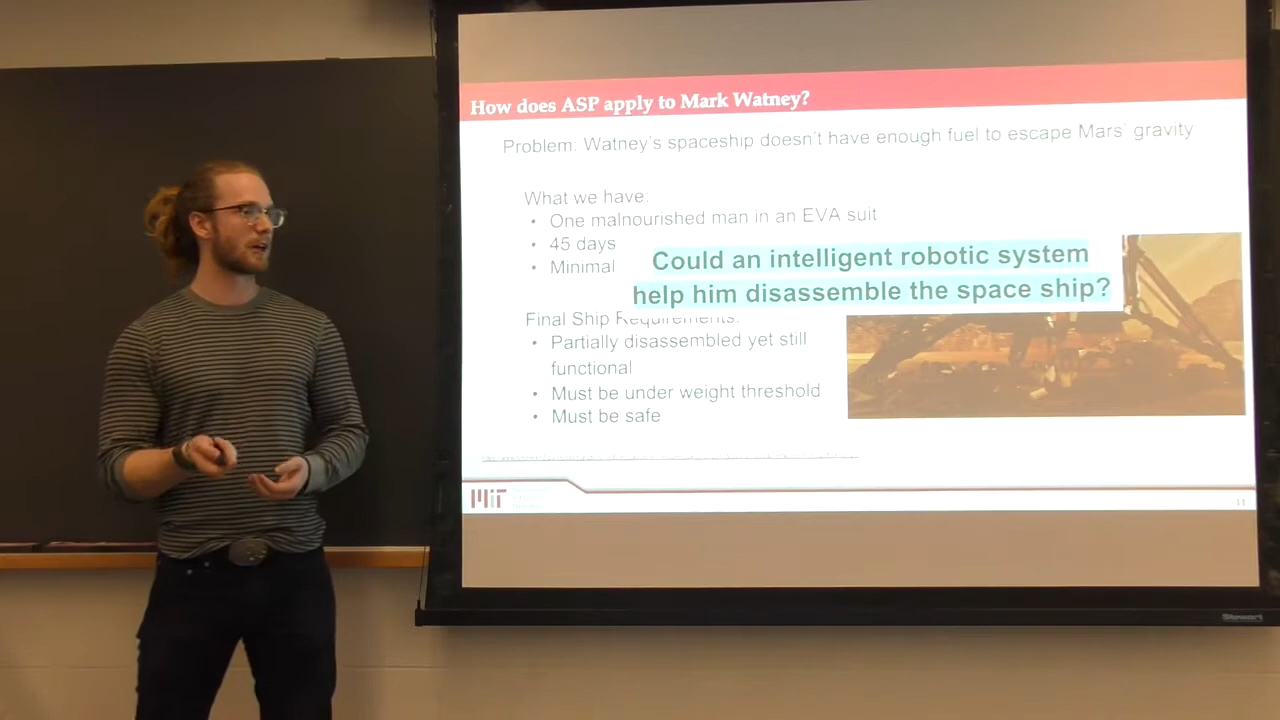 How does ASP apply to Mark Watney?
Problem: Watney's spaceship doesn't have enough fuel to escape Mars' gravity
What we have:
• One malnourished man in an EVA suit
• 45 days
• Minimal
Could an intelligent robotic system
help him disassemble the space ship?
Final Ship Requirements:
• Partially disassembled yet still
functional
• Must be under weight threshold
• Must be safe
MIT
11
Stewart